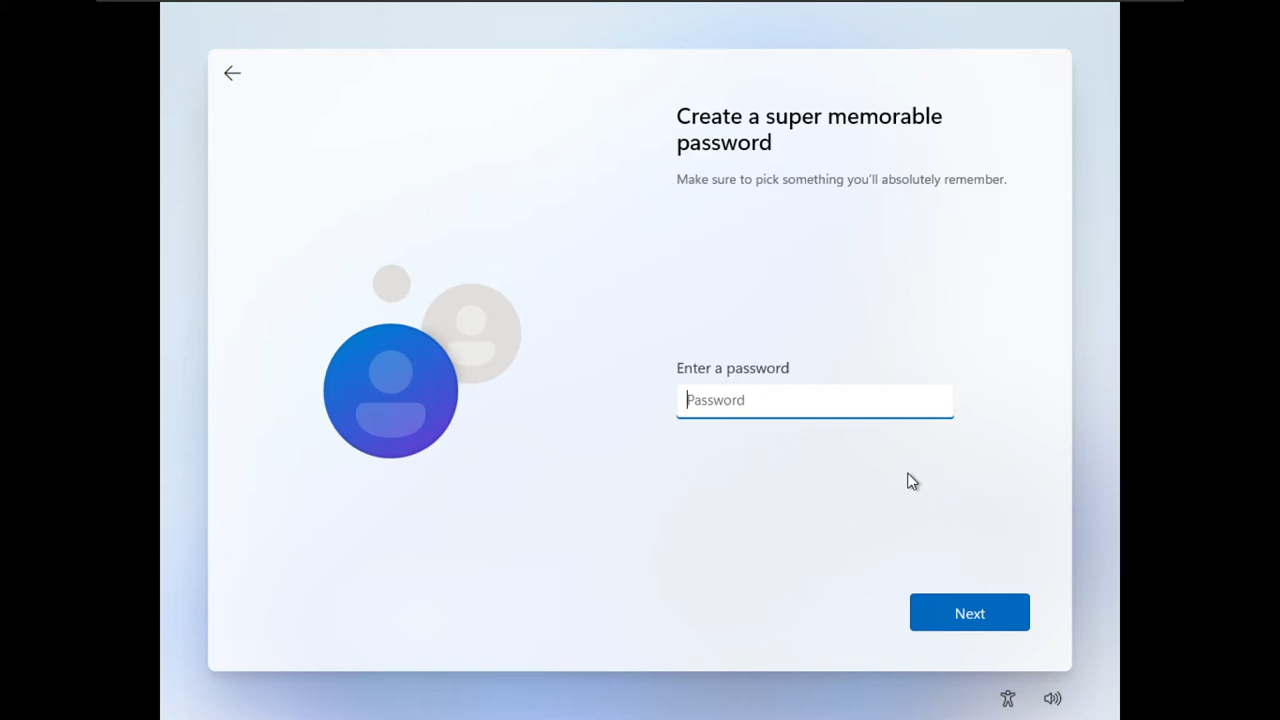 Create a super memorable
password
Make sure to pick something you'll absolutely remember.
Enter a password
Password
Next